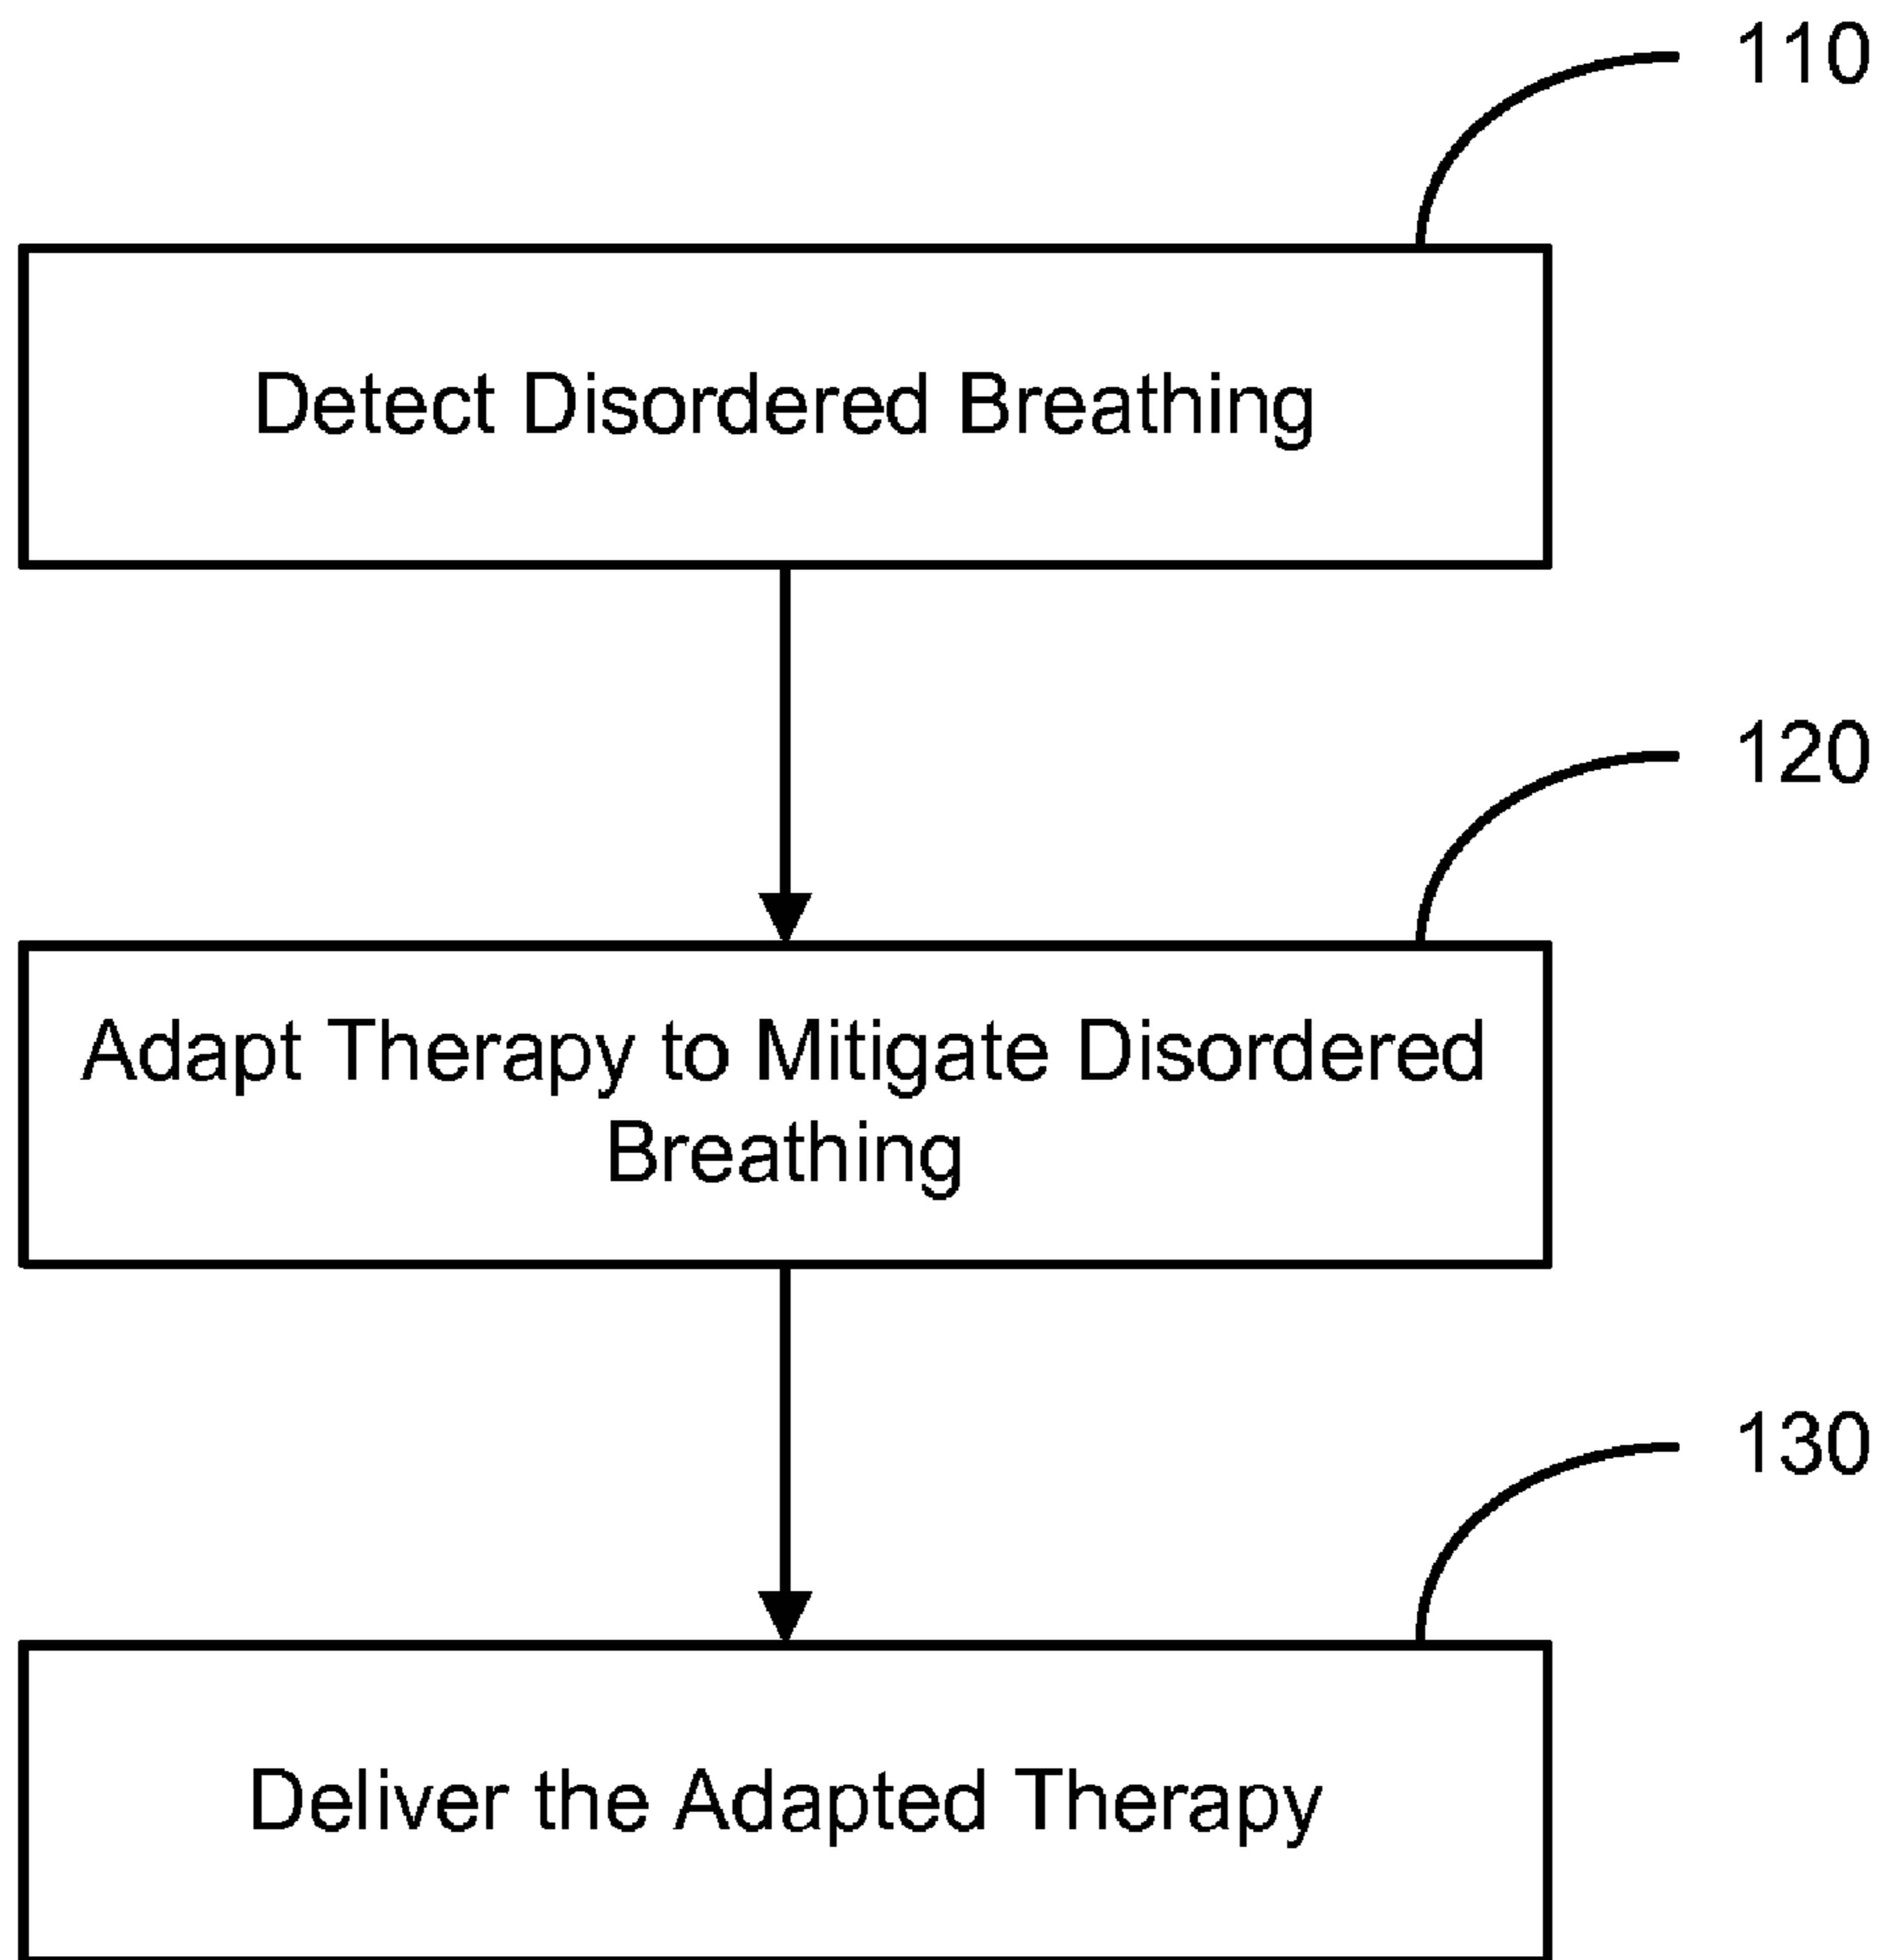 110
Detect Disordered Breathing
120
Adapt Therapy to Mitigate Disordered
Breathing
130
Deliver the Adapted Therapy